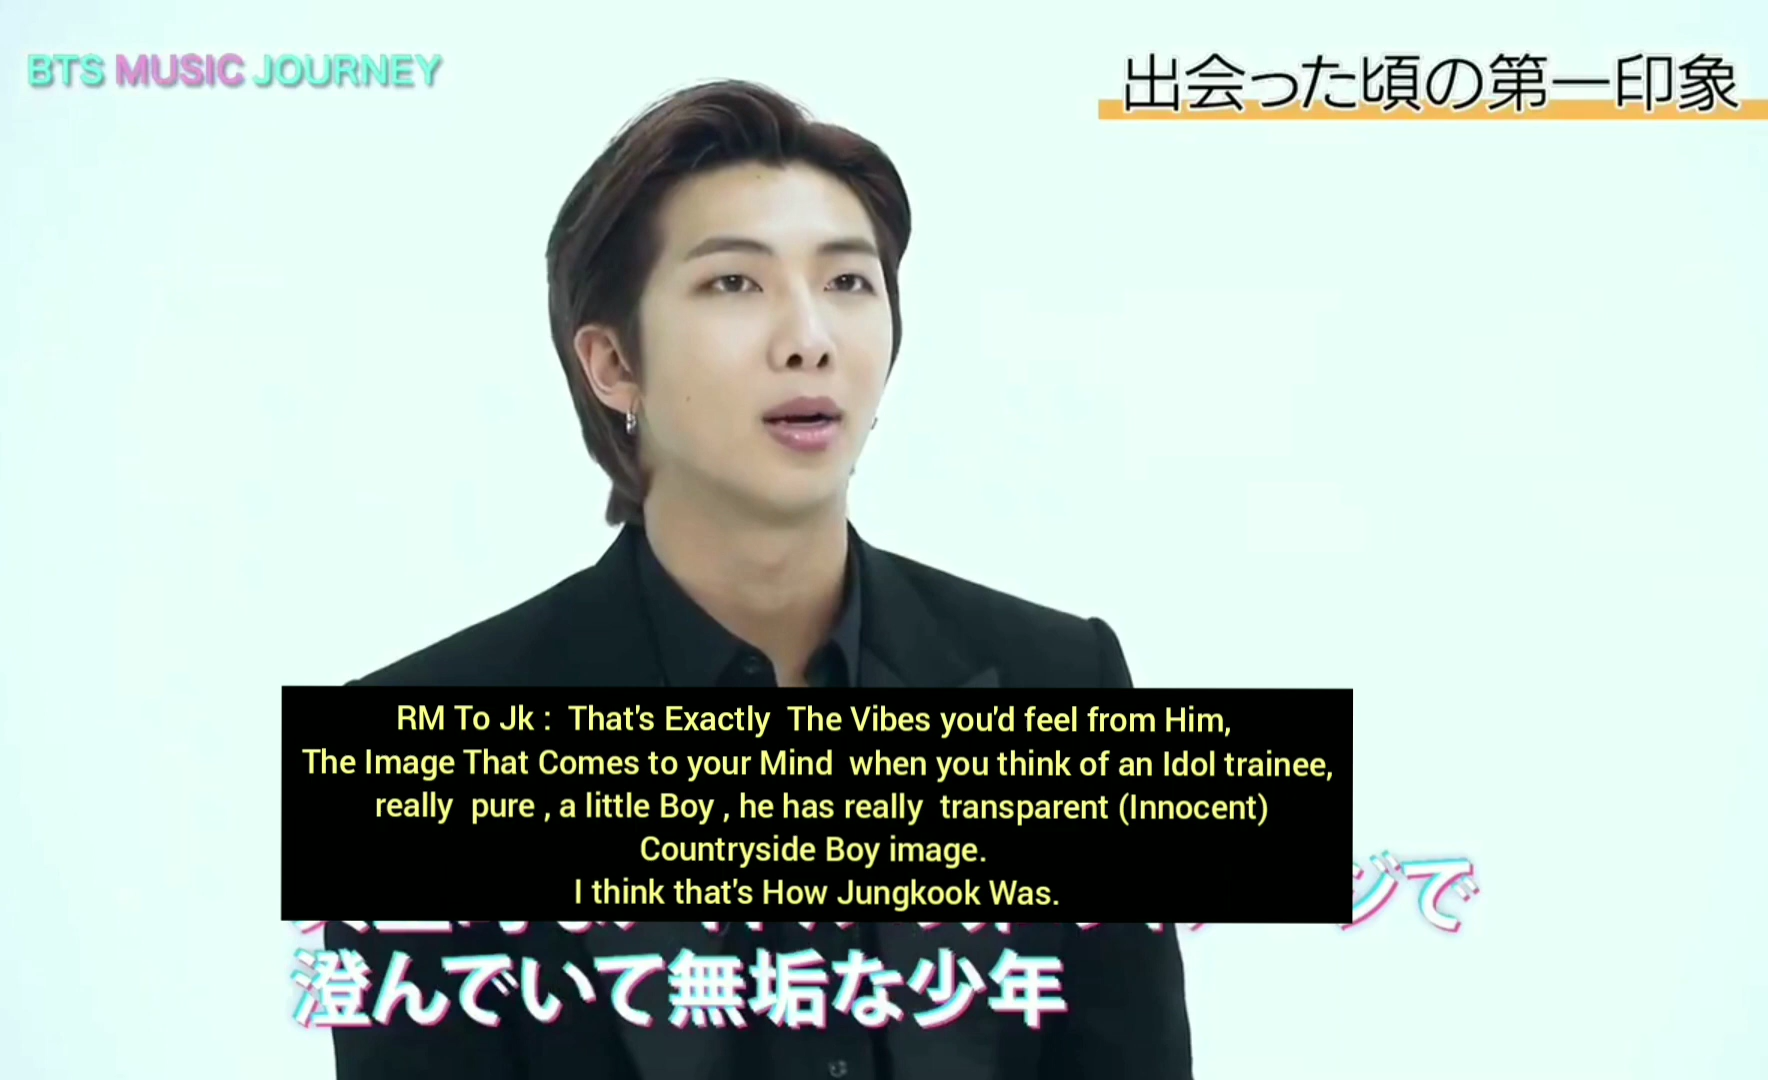 BTS MUSIC JOURNEY
出会った頃の第一印象
RM To Jk : That's Exactly The Vibes you'd feel from Him,
The Image That Comes to your Mind when you think of an Idol trainee,
really pure , a little Boy , he has really transparent (Innocent)
Countryside Boy image.
I think that's How Jungkook Was.
ジで
澄んでいて無垢な少年